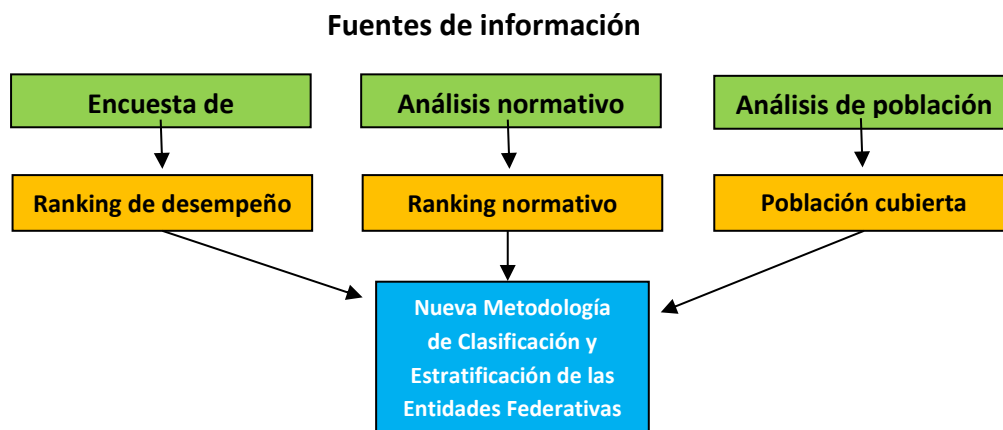 Fuentes de información
Encuesta de
Análisis normativo
Análisis de población
Ranking de desempeño
Ranking normativo
Población cubierta
Nueva Metodología
de Clasificación y
Estratificación de las
Entidades Federativas